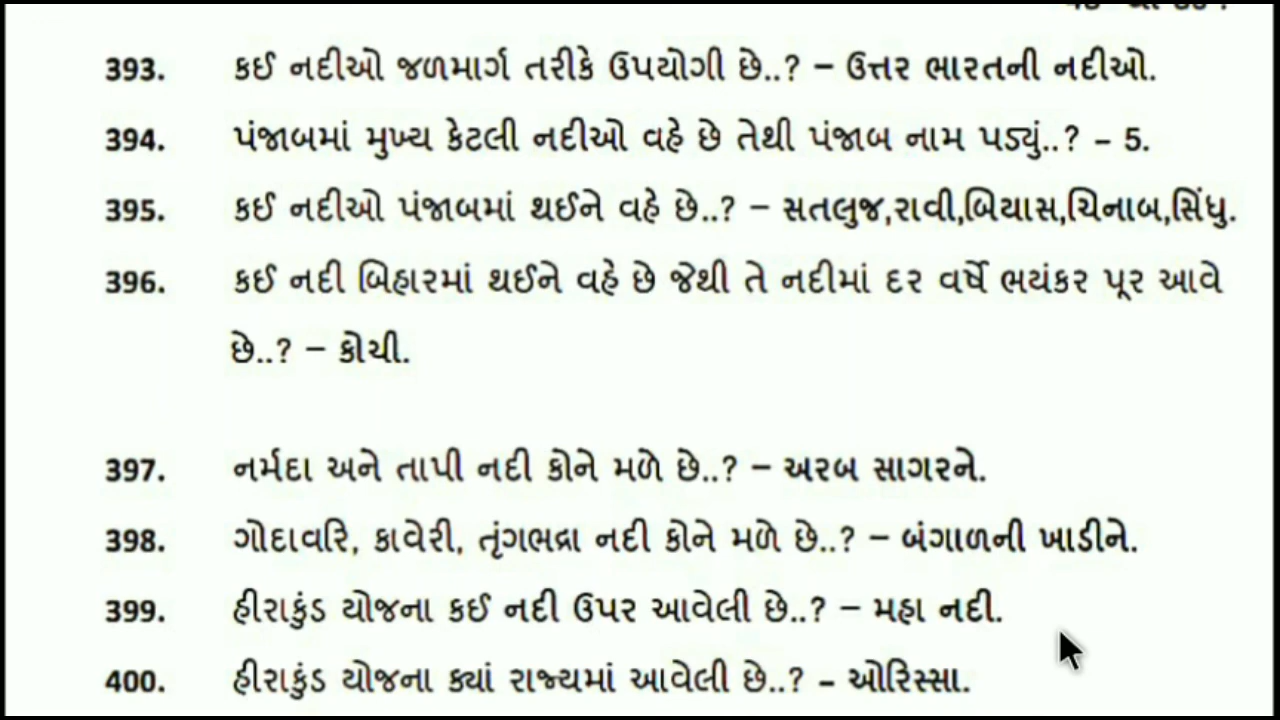 393. કઈ નદીઓ જળમાર્ગ તરીકે ઉપયોગી છે..? – ઉત્તર ભારતની નદીઓ.
394. પંજાબમાં મુખ્ય કેટલી નદીઓ વહે છે તેથી પંજાબ નામ પડ્યું..? – 5.
395. કઈ નદીઓ પંજાબમાં થઈને વહે છે..? – સતલુજ,રાવી,બિયાસ,ચિનાબ,સિંધુ.
396. કઈ નદી બિહારમાં થઈને વહે છે જેથી તે નદીમાં દર વર્ષે ભયંકર પૂર આવે
છે..? – કોચી.
397. નર્મદા અને તાપી નદી કોને મળે છે..? – અરબ સાગરને.
398. ગોદાવરિ, કાવેરી, તૃંગભદ્રા નદી કોને મળે છે..? – બંગાળની ખાડીને.
399. હીરાકુંડ યોજના કઈ નદી ઉપર આવેલી છે..? – મહા નદી.
400. હીરાકુંડ યોજના ક્યાં રાજ્યમાં આવેલી છે..? – ઓરિસ્સા.